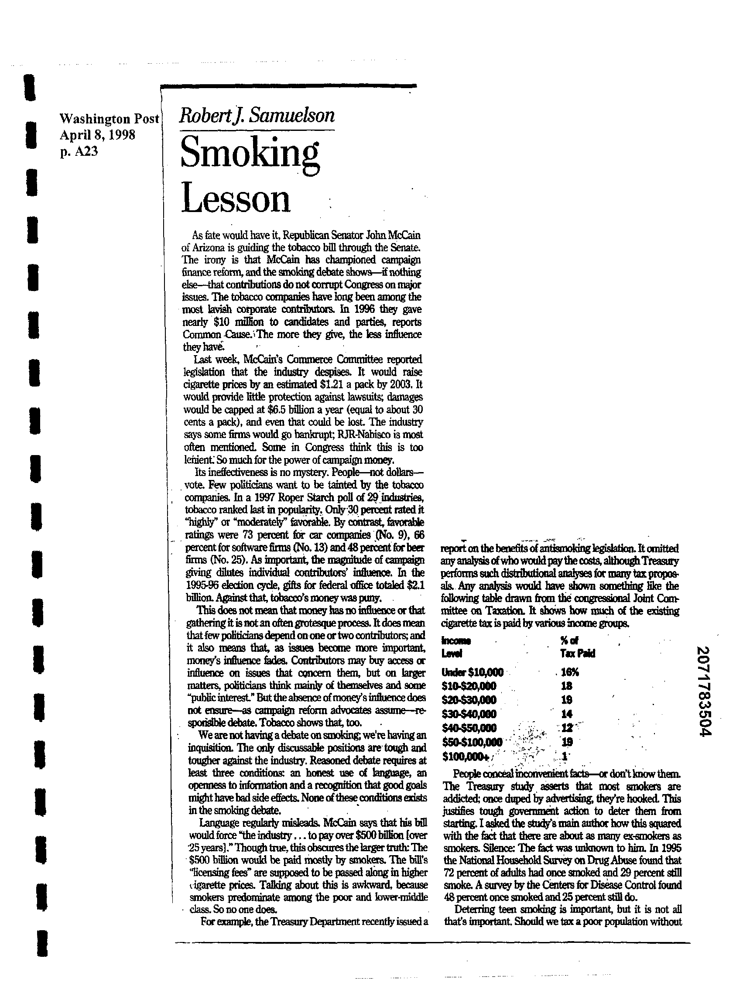 Washington Post
April 8, 1998
p. A23
Robert J. Samuelson
Smoking
Lesson
As fate would have it, Republican Senator John McCain
of Arizona is guiding the tobacco bill through the Senate.
The irony is that McCain has championed campaign
finance reform, and the smoking debate shows—if nothing
else—that contributions do not corrupt Congress on major
issues. The tobacco companies have long been among the
most lavish corporate contributors. In 1996 they gave
nearly $10 million to candidates and parties, reports
Common Cause. The more they give, the less influence
they have.
Last week, McCain's Commerce Committee reported
legislation that the industry despises. It would raise
cigarette prices by an estimated $1.21 a pack by 2003. It
would provide little protection against lawsuits; damages
would be capped at $6.5 billion a year (equal to about 30
cents a pack), and even that could be lost. The industry
says some firms would go bankrupt; RJR-Nabisco is most
often mentioned. Some in Congress think this is too
lenient. So much for the power of campaign money.
Its ineffectiveness is no mystery. People—not dollars—
vote. Few politicians want to be tainted by the tobacco
companies. In a 1997 Roper Starch poll of 29 industries,
tobacco ranked last in popularity. Only 30 percent rated it
"highly" or "moderately" favorable. By contrast, favorable
ratings were 73 percent for car companies (No. 9), 66
percent for software firms (No. 13) and 48 percent for beer
firms (No. 25). As important, the magnitude of campaign
giving dilutes individual contributors' influence. In the
1995-96 election cycle, gifts for federal office totaled $2.1
billion. Against that, tobacco's money was puny.
This does not mean that money has no influence or that
gathering it is not an often grotesque process. It does mean
that few politicians depend on one or two contributors; and
it also means that, as issues become more important,
money's influence fades. Contributors may buy access or
influence on issues that concern them, but on larger
matters, politicians think mainly of themselves and some
"public interest." But the absence of money's influence does
not ensure—as campaign reform advocates assume—re-
sponsible debate. Tobacco shows that, too.
We are not having a debate on smoking; we're having an
inquisition. The only discussable positions are tough and
tougher against the industry. Reasoned debate requires at
least three conditions: an honest use of language, an
openness to information and a recognition that good goals
might have bad side effects. None of these conditions exists
in the smoking debate.
Language regularly misleads. McCain says that his bill
would force "the industry . . . to pay over $500 billion [over
25 years]." Though true, this obscures the larger truth: The
$500 billion would be paid mostly by smokers. The bill's
"licensing fees" are supposed to be passed along in higher
cigarette prices. Talking about this is awkward, because
smokers predominate among the poor and lower-middle
class. So no one does.
For example, the Treasury Department recently issued a
report on the benefits of antismoking legislation. It omitted
any analysis of who would pay the costs, although Treasury
performs such distributional analyses for many tax propos-
als. Any analysis would have shown something like the
following table drawn from the congressional Joint Com-
mittee on Taxation. It shows how much of the existing
cigarette tax is paid by various income groups.
Income % of
Level Tax Paid
Under $10,000 16%
$10-$20,000 18
$20-$30,000 19
$30-$40,000 14
$40-$50,000 12
$50-$100,000 19
$100,000+ 1
People conceal inconvenient facts—or don't know them.
The Treasury study asserts that most smokers are
addicted; once duped by advertising, they're hooked. This
justifies tough government action to deter them from
starting. I asked the study's main author how this squared
with the fact that there are about as many ex-smokers as
smokers. Silence: The fact was unknown to him. In 1995
the National Household Survey on Drug Abuse found that
72 percent of adults had once smoked and 29 percent still
smoke. A survey by the Centers for Disease Control found
48 percent once smoked and 25 percent still do.
Deterring teen smoking is important, but it is not all
that's important. Should we tax a poor population without
2071783504